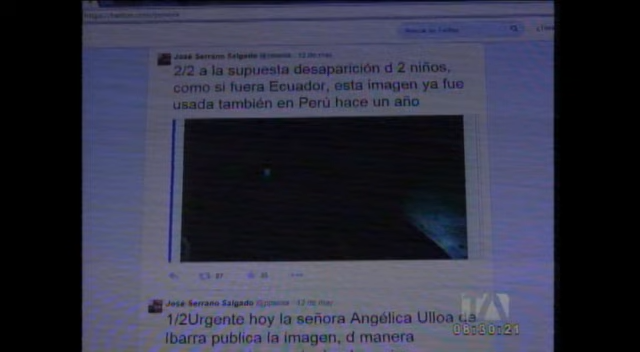 José Serrano Salgado
2/2 a la supuesta desaparición d 2 niños,
como si fuera Ecuador, esta imagen ya fue
usada también en Perú hace un año
José Serrano Salgado
1/2Urgente hoy la señora Angélica Ulloa de
Ibarra publica la imagen, d manera
08:30:21